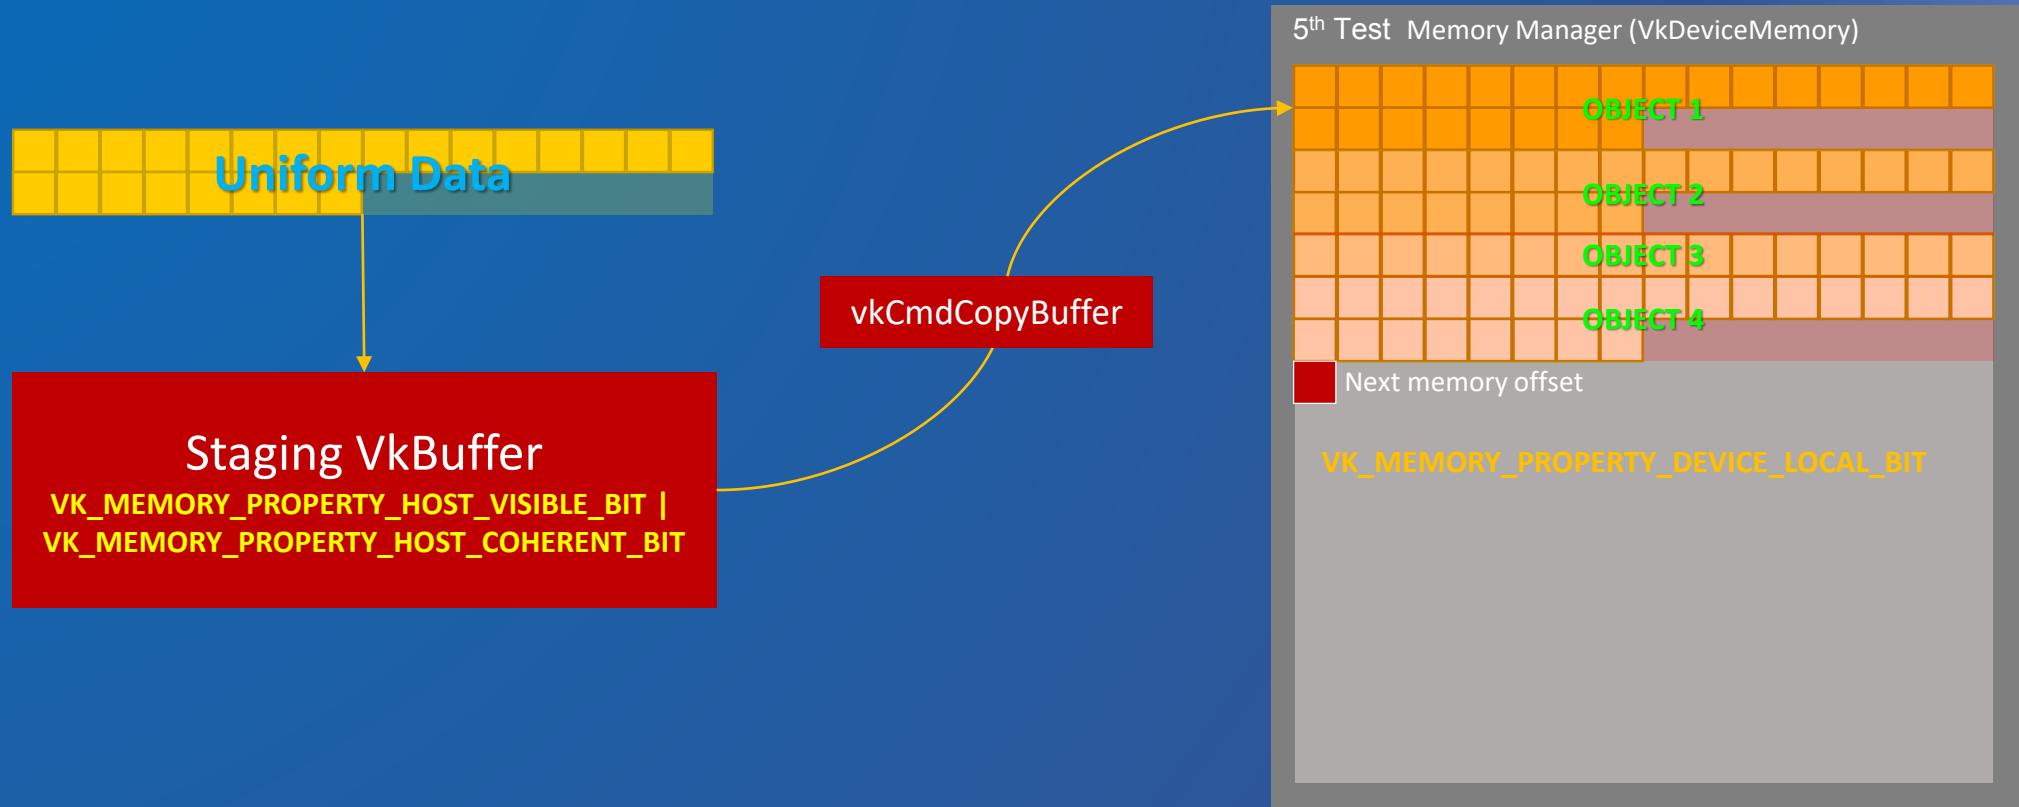 5th Test Memory Manager (VkDeviceMemory)
Uniform Data
OBJECT 1
OBJECT 2
OBJECT 3
OBJECT 4
vkCmdCopyBuffer
Next memory offset
Staging VkBuffer
VK_MEMORY_PROPERTY_HOST_VISIBLE_BIT |
VK_MEMORY_PROPERTY_HOST_COHERENT_BIT
VK_MEMORY_PROPERTY_DEVICE_LOCAL_BIT